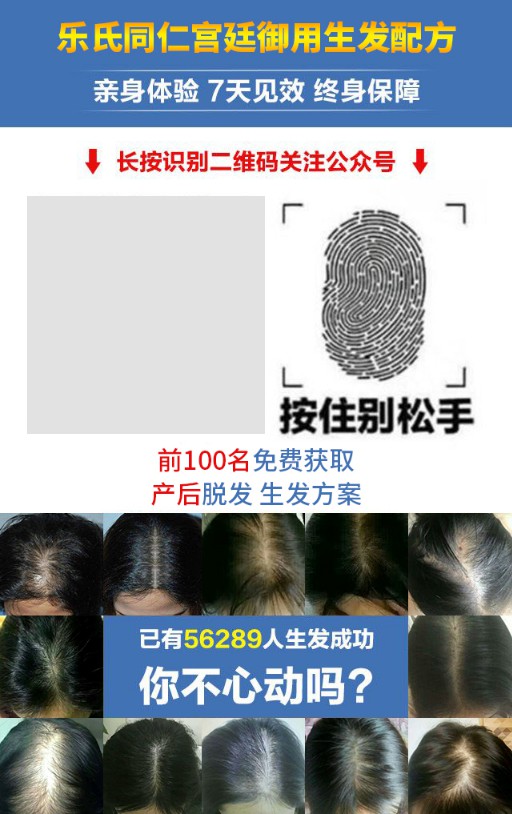 乐氏同仁宫廷御用生发配方
亲身体验 7天见效 终身保障
长按识别二维码关注公众号
按住别松手
前100名免费获取
产后脱发 生发方案
已有56289人生发成功
你不心动吗?